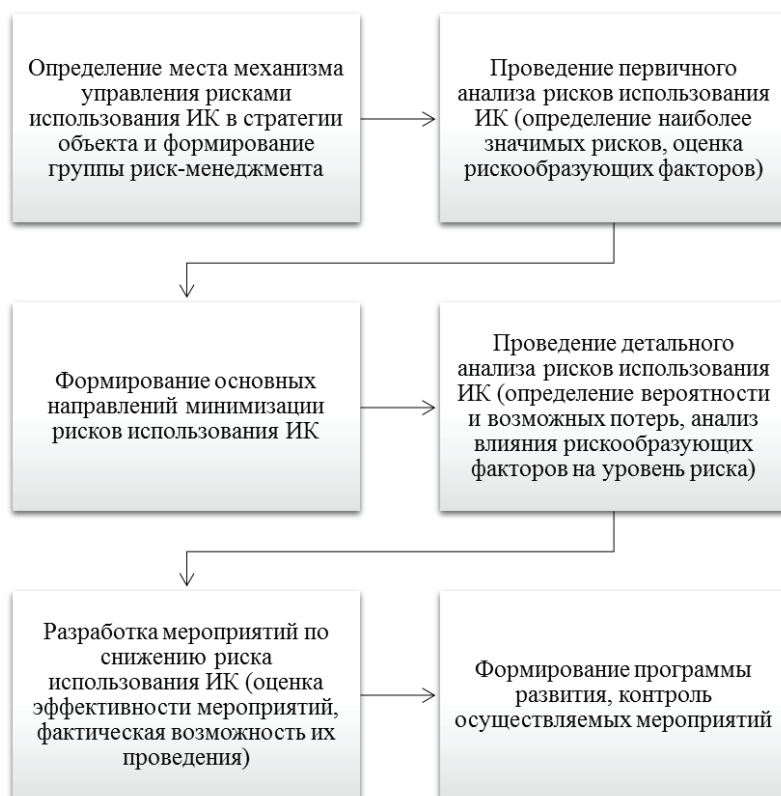 Определение места механизма
управления рисками
использования ИК в стратегии
объекта и формирование
группы риск-менеджмента
Проведение первичного
анализа рисков использования
ИК (определение наиболее
значимых рисков, оценка
рискообразующих факторов)
Формирование основных
направлений минимизации
рисков использования ИК
Проведение детального
анализа рисков использования
ИК (определение вероятности
и возможных потерь, анализ
влияния рискообразующих
факторов на уровень риска)
Разработка мероприятий по
снижению риска
использования ИК (оценка
эффективности мероприятий,
фактическая возможность их
проведения)
Формирование программы
развития, контроль
осуществляемых мероприятий